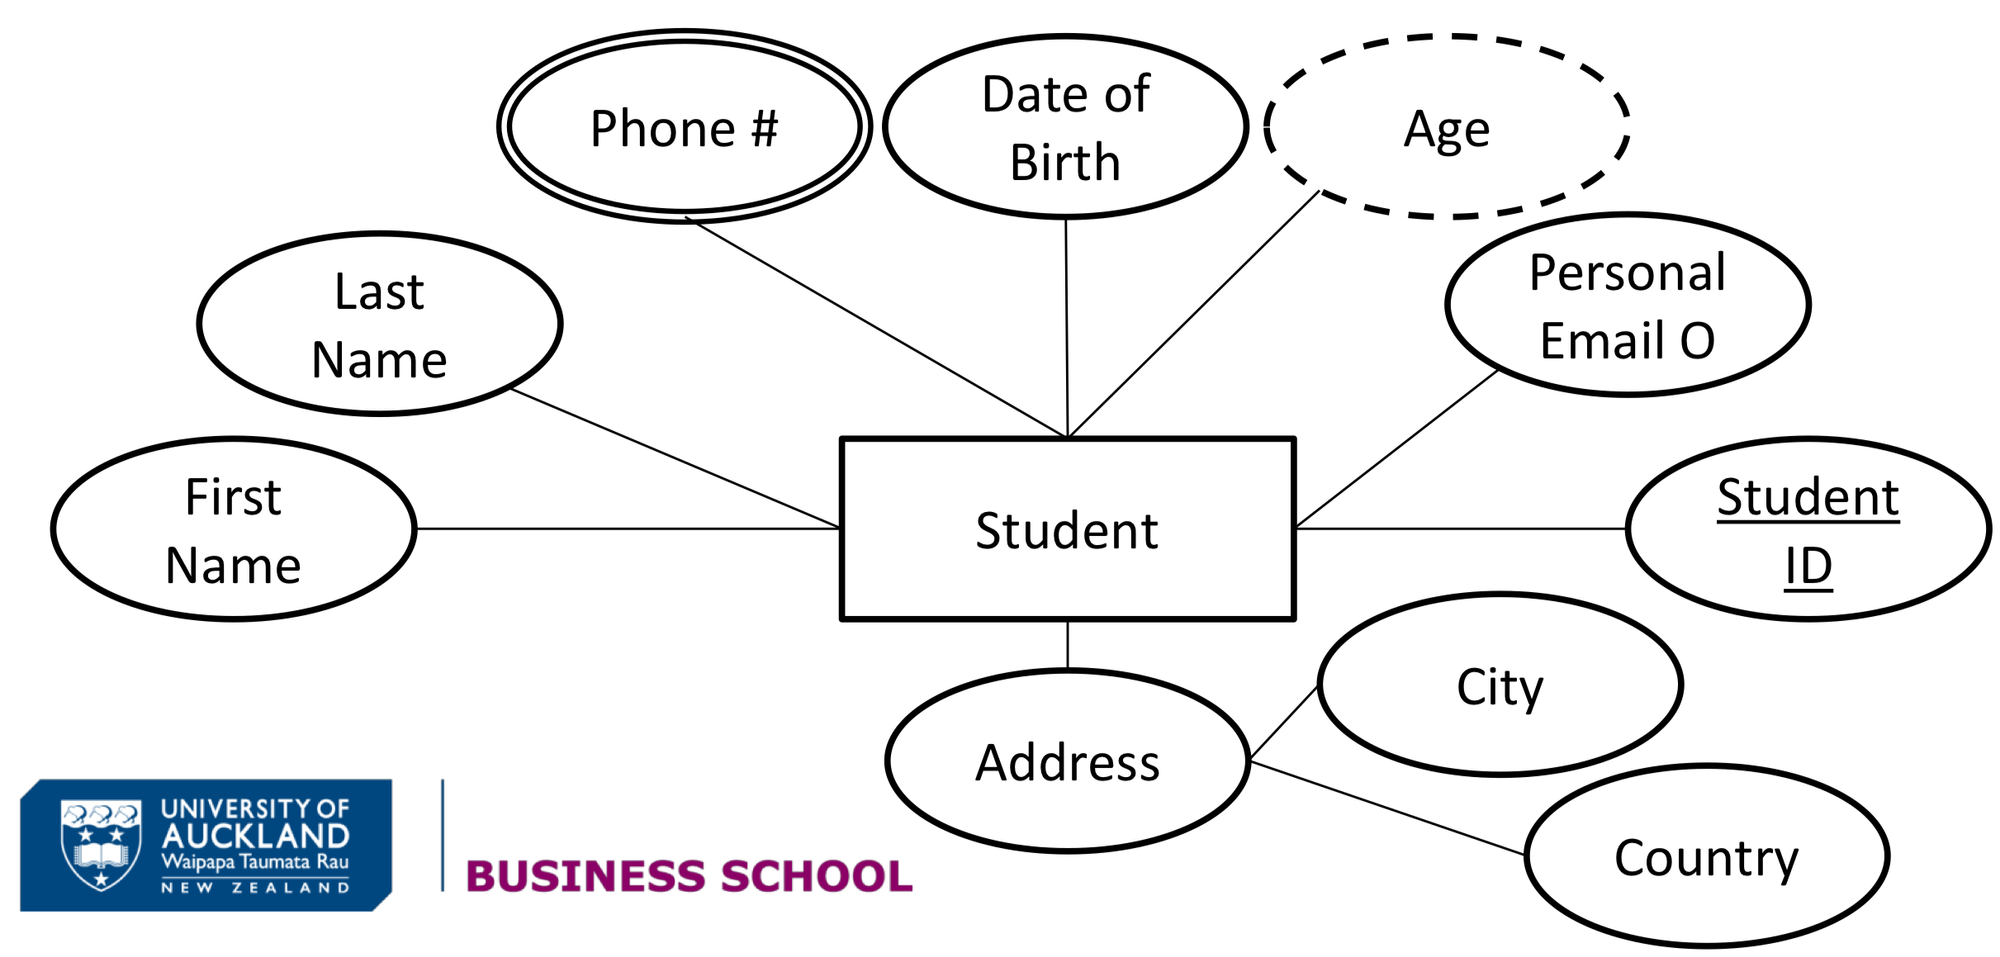 Phone #
Date of
Birth
Age
Last
Name
Personal
Email O
First
Name
Student
Student
ID
City
Address
Country
UNIVERSITY OF
AUCKLAND
Waipapa Taumata Rau
NEW ZEALAND
BUSINESS SCHOOL